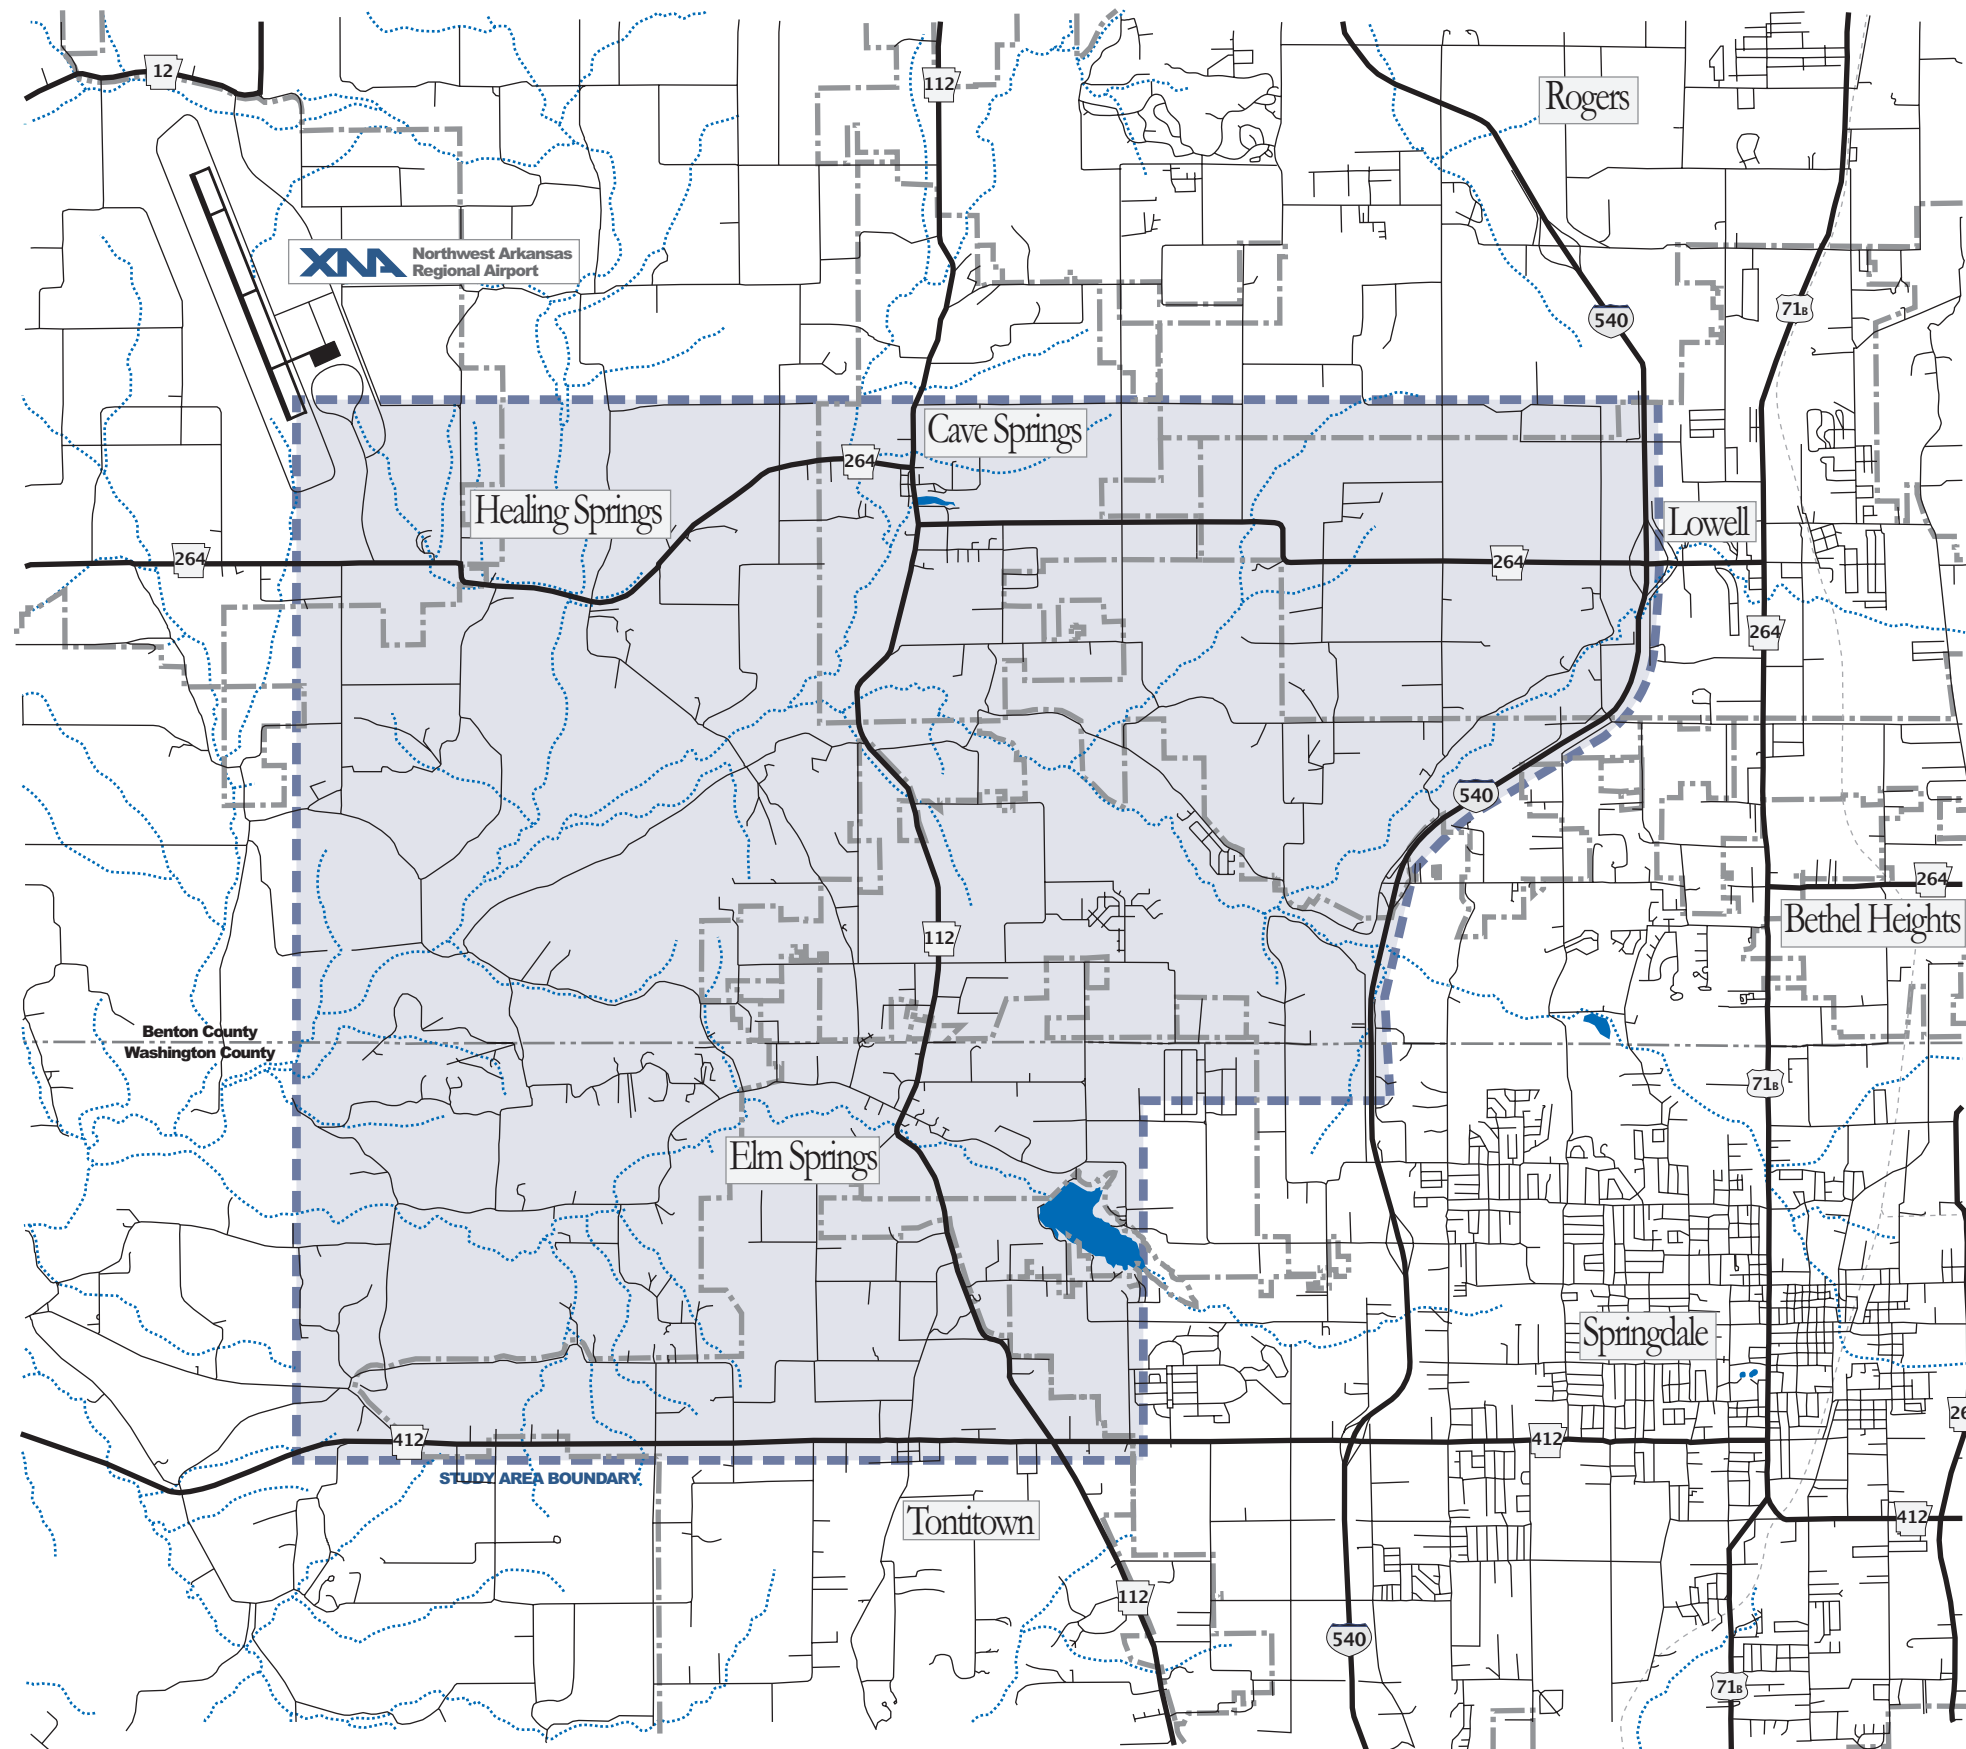 12
112
Rogers
XNA Northwest Arkansas
Regional Airport
540
71B
Cave Springs
264
Healing Springs
Lowell
264
264
264
540
264
Bethel Heights
112
Benton County
Washington County
71B
Elm Springs
Springdale
412
412
26
STUDY AREA BOUNDARY
Tontitown
412
112
540
71B